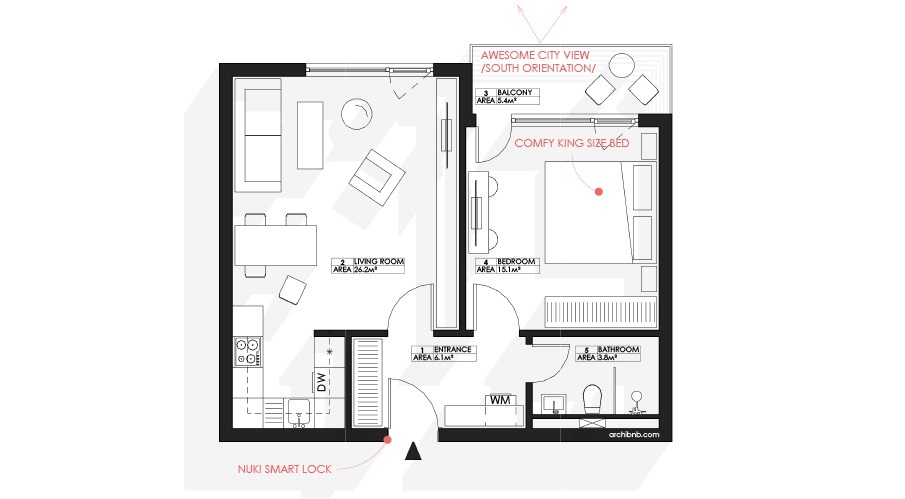 AWESOME CITY VIEW
/SOUTH ORIENTATION/
3 BALCONY
AREA 5.4M²
COMFY KING SIZE BED
2 LIVING ROOM
AREA 26.2M²
4 BEDROOM
AREA 15.1M²
1 ENTRANCE
AREA 6.1M²
5 BATHROOM
AREA 3.8M²
DW
WM
archibnb.com
NUKI SMART LOCK